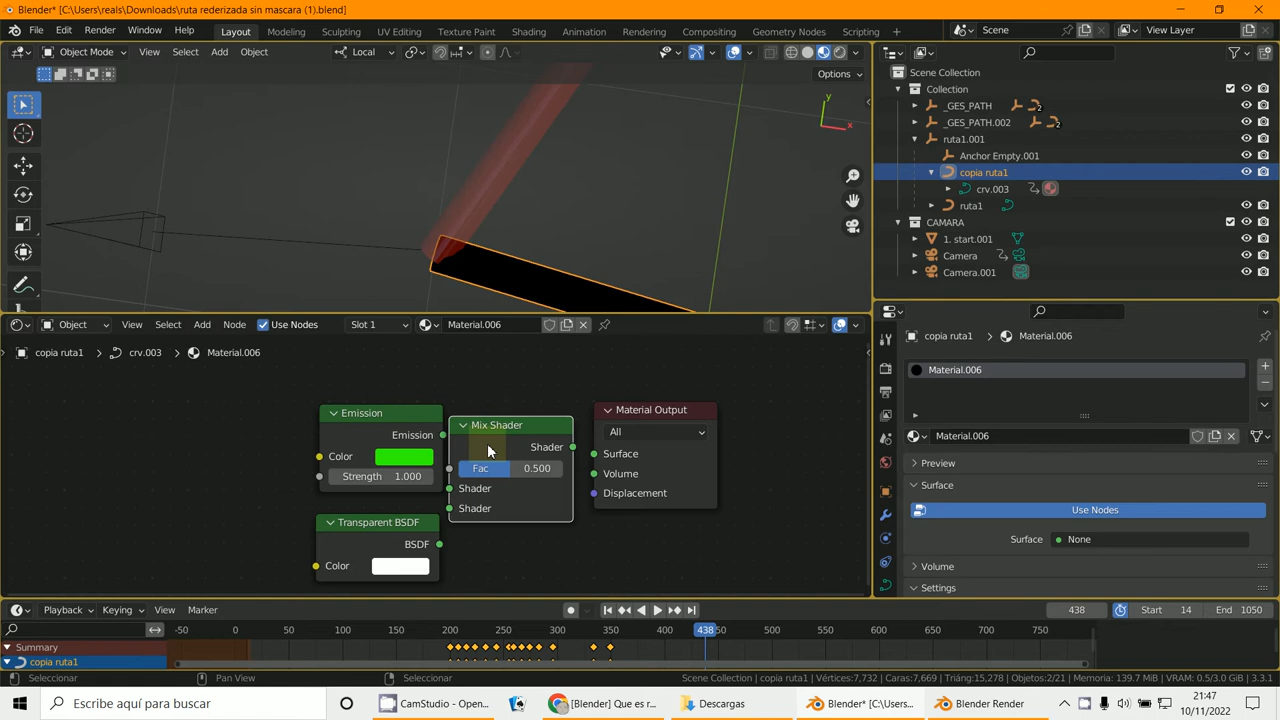 Blender* [C:\Users\reals\Downloads\ruta rederizada sin mascara (1).blend]
File Edit Render Window Help Layout Modeling Sculpting UV Editing Texture Paint Shading Animation Rendering Compositing Geometry Nodes Scripting + Scene View Layer
Object Mode View Select Add Object Local
Options
y
x
Scene Collection
Collection
_GES_PATH 2
_GES_PATH.002 2
ruta1.001
Anchor Empty.001
copia ruta1
crv.003
ruta1
CAMARA
1. start.001
Camera
Camera.001
Object View Select Add Node Use Nodes Slot 1 Material.006
copia ruta1 > crv.003 > Material.006
Emission
Emission
Color
Strength 1.000
Transparent BSDF
BSDF
Color
Mix Shader
Shader
Fac 0.500
Shader
Shader
Material Output
All
Surface
Volume
Displacement
copia ruta1 > Material.006
Material.006
Material.006
Preview
Surface
Use Nodes
Surface None
Volume
Settings
Playback Keying View Marker 438 Start 14 End 1050
-50 0 50 100 150 200 250 300 350 400 438 450 500 550 600 650 700 750
Summary
copia ruta1
Seleccionar Pan View Seleccionar Scene Collection | copia ruta1 | Vértices:7,732 | Caras:7,669 | Triáng:15,278 | Objetos:2/21 | Memoria: 139.7 MiB | VRAM: 0.5/3.0 GiB | 3.3.1
Escribe aquí para buscar CamStudio - Open... [Blender] Que es r... Descargas Blender* [C:\Users... Blender Render 21:47
10/11/2022